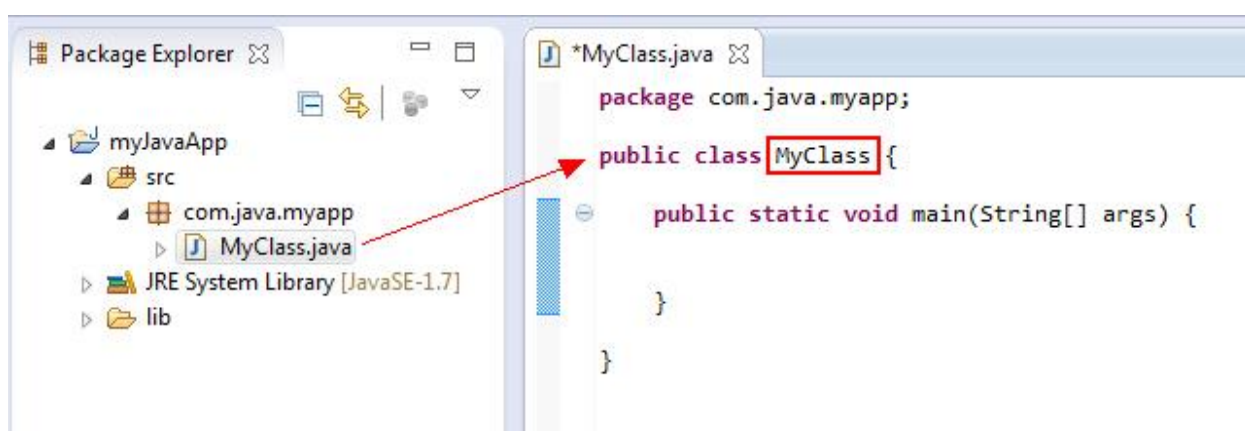 Package Explorer
myJavaApp
src
com.java.myapp
MyClass.java
JRE System Library [JavaSE-1.7]
lib
*MyClass.java
package com.java.myapp;
public class MyClass {
public static void main(String[] args) {
}
}